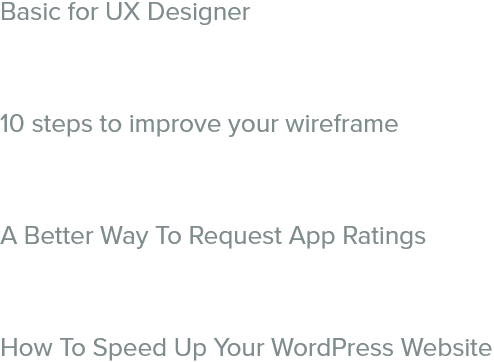 Basic for UX Designer
10 steps to improve your wireframe
A Better Way To Request App Ratings
How To Speed Up Your WordPress Website